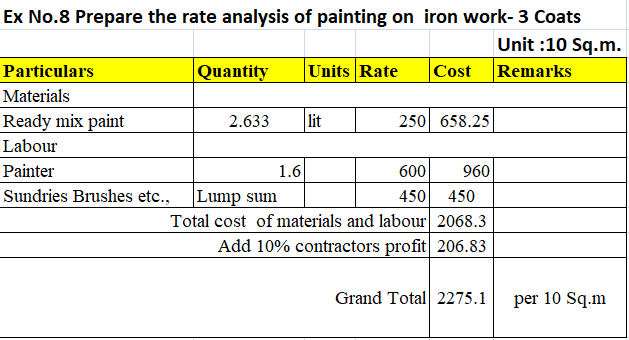 Ex No.8 Prepare the rate analysis of painting on iron work- 3 Coats
Unit :10 Sq.m.
Particulars Quantity Units Rate Cost Remarks
Materials
Ready mix paint 2.633 lit 250 658.25
Labour
Painter 1.6 600 960
Sundries Brushes etc., Lump sum 450 450
Total cost of materials and labour 2068.3
Add 10% contractors profit 206.83
Grand Total 2275.1 per 10 Sq.m